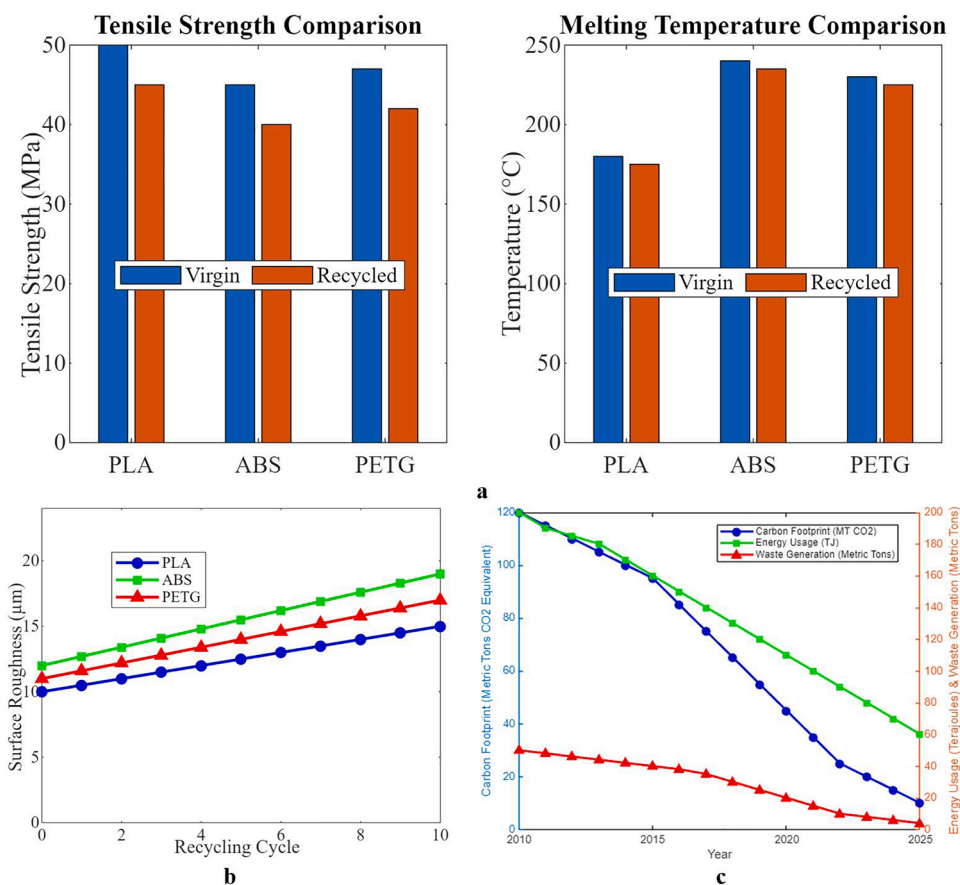 Tensile Strength Comparison
Tensile Strength (MPa)
50
40
30
20
10
0
Virgin Recycled
PLA ABS PETG
Melting Temperature Comparison
Temperature (°C)
250
200
150
100
50
0
Virgin Recycled
PLA ABS PETG
a
Surface Roughness (µm)
20
15
10
5
0
PLA
ABS
PETG
0 2 4 6 8 10
Recycling Cycle
b
Carbon Footprint (Metric Tons CO2 Equivalent)
120
100
80
60
40
20
0
Carbon Footprint (MT CO2)
Energy Usage (TJ)
Waste Generation (Metric Tons)
200
180
160
140
120
100
80
60
40
20
0
Energy Usage (Terajoules) & Waste Generation (Metric Tons)
2010 2015 2020 2025
Year
c